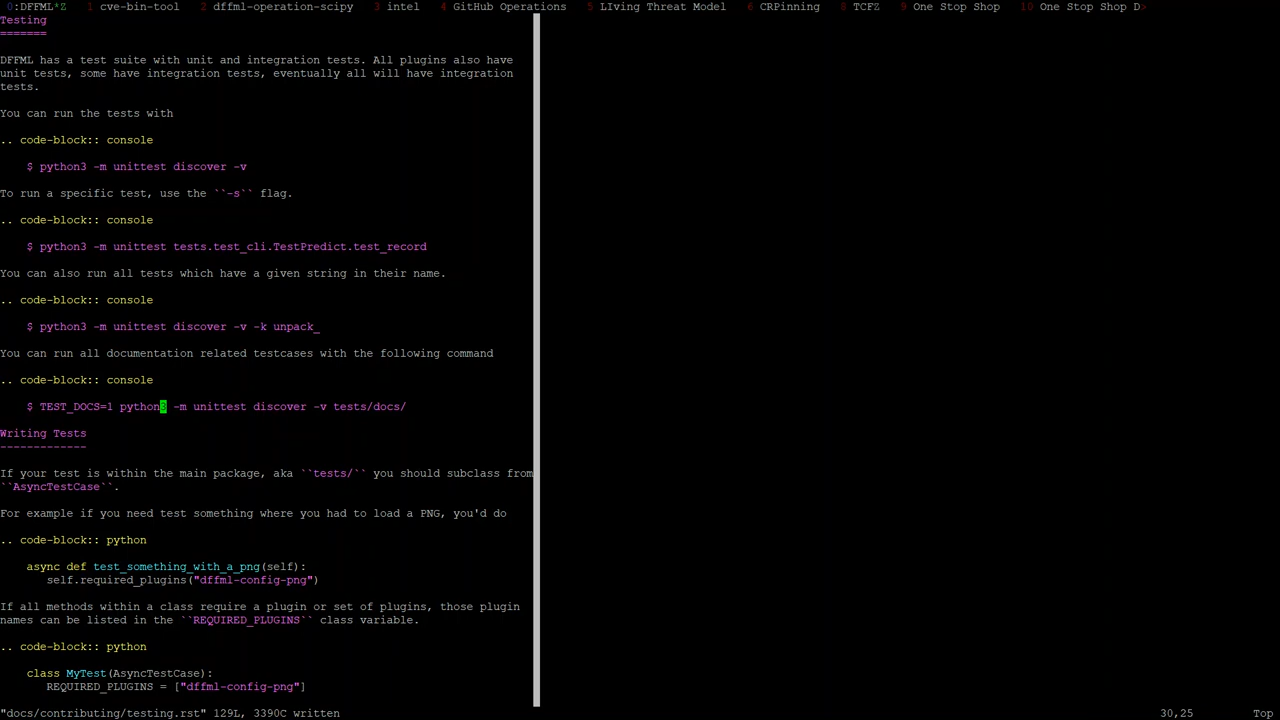 0:DFFML*Z 1 cve-bin-tool 2 dffml-operation-scipy 3 intel 4 GitHub Operations 5 LIving Threat Model 6 CRPinning 8 TCFZ 9 One Stop Shop 10 One Stop Shop D>
Testing
=======
DFFML has a test suite with unit and integration tests. All plugins also have
unit tests, some have integration tests, eventually all will have integration
tests.
You can run the tests with
.. code-block:: console
$ python3 -m unittest discover -v
To run a specific test, use the ``-s`` flag.
.. code-block:: console
$ python3 -m unittest tests.test_cli.TestPredict.test_record
You can also run all tests which have a given string in their name.
.. code-block:: console
$ python3 -m unittest discover -v -k unpack_
You can run all documentation related testcases with the following command
.. code-block:: console
$ TEST_DOCS=1 python3 -m unittest discover -v tests/docs/
Writing Tests
-------------
If your test is within the main package, aka ``tests/`` you should subclass from
``AsyncTestCase``.
For example if you need test something where you had to load a PNG, you'd do
.. code-block:: python
async def test_something_with_a_png(self):
self.required_plugins("dffml-config-png")
If all methods within a class require a plugin or set of plugins, those plugin
names can be listed in the ``REQUIRED_PLUGINS`` class variable.
.. code-block:: python
class MyTest(AsyncTestCase):
REQUIRED_PLUGINS = ["dffml-config-png"]
"docs/contributing/testing.rst" 129L, 3390C written 30,25 Top